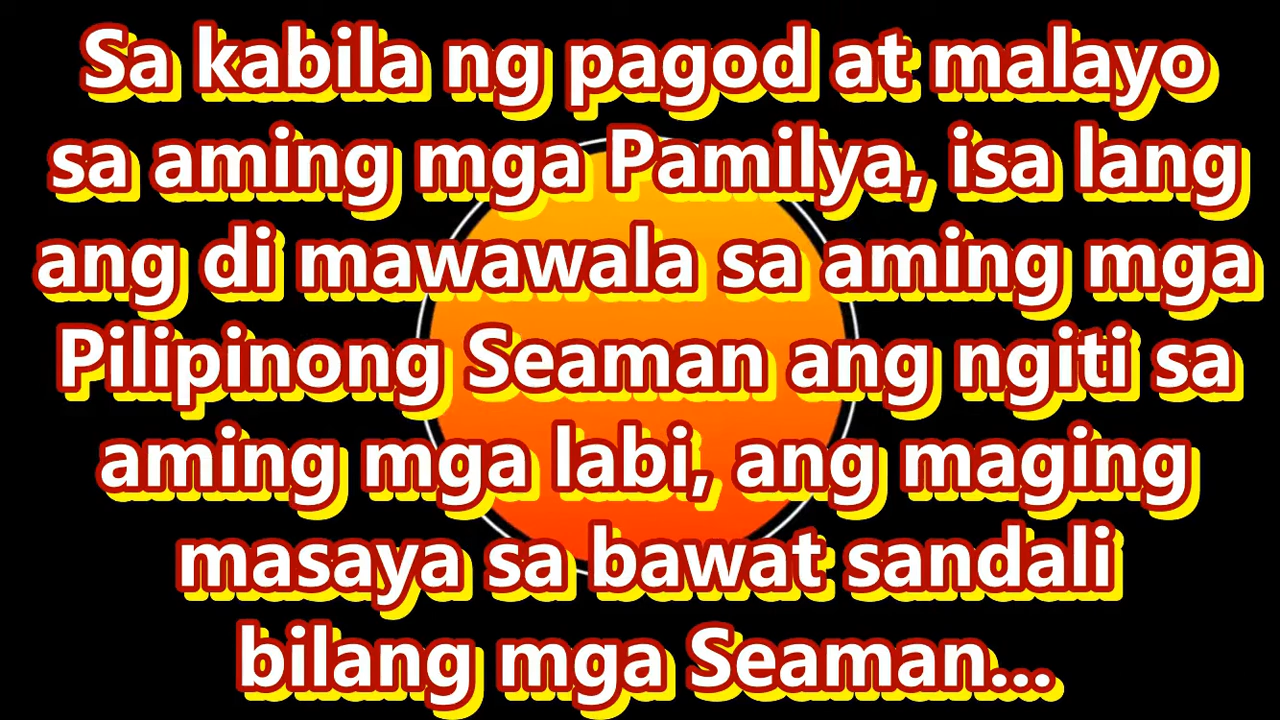 Sa kabila ng pagod at malayo
sa aming mga Pamilya, isa lang
ang di mawawala sa aming mga
Pilipinong Seaman ang ngiti sa
aming mga labi, ang maging
masaya sa bawat sandali
bilang mga Seaman...